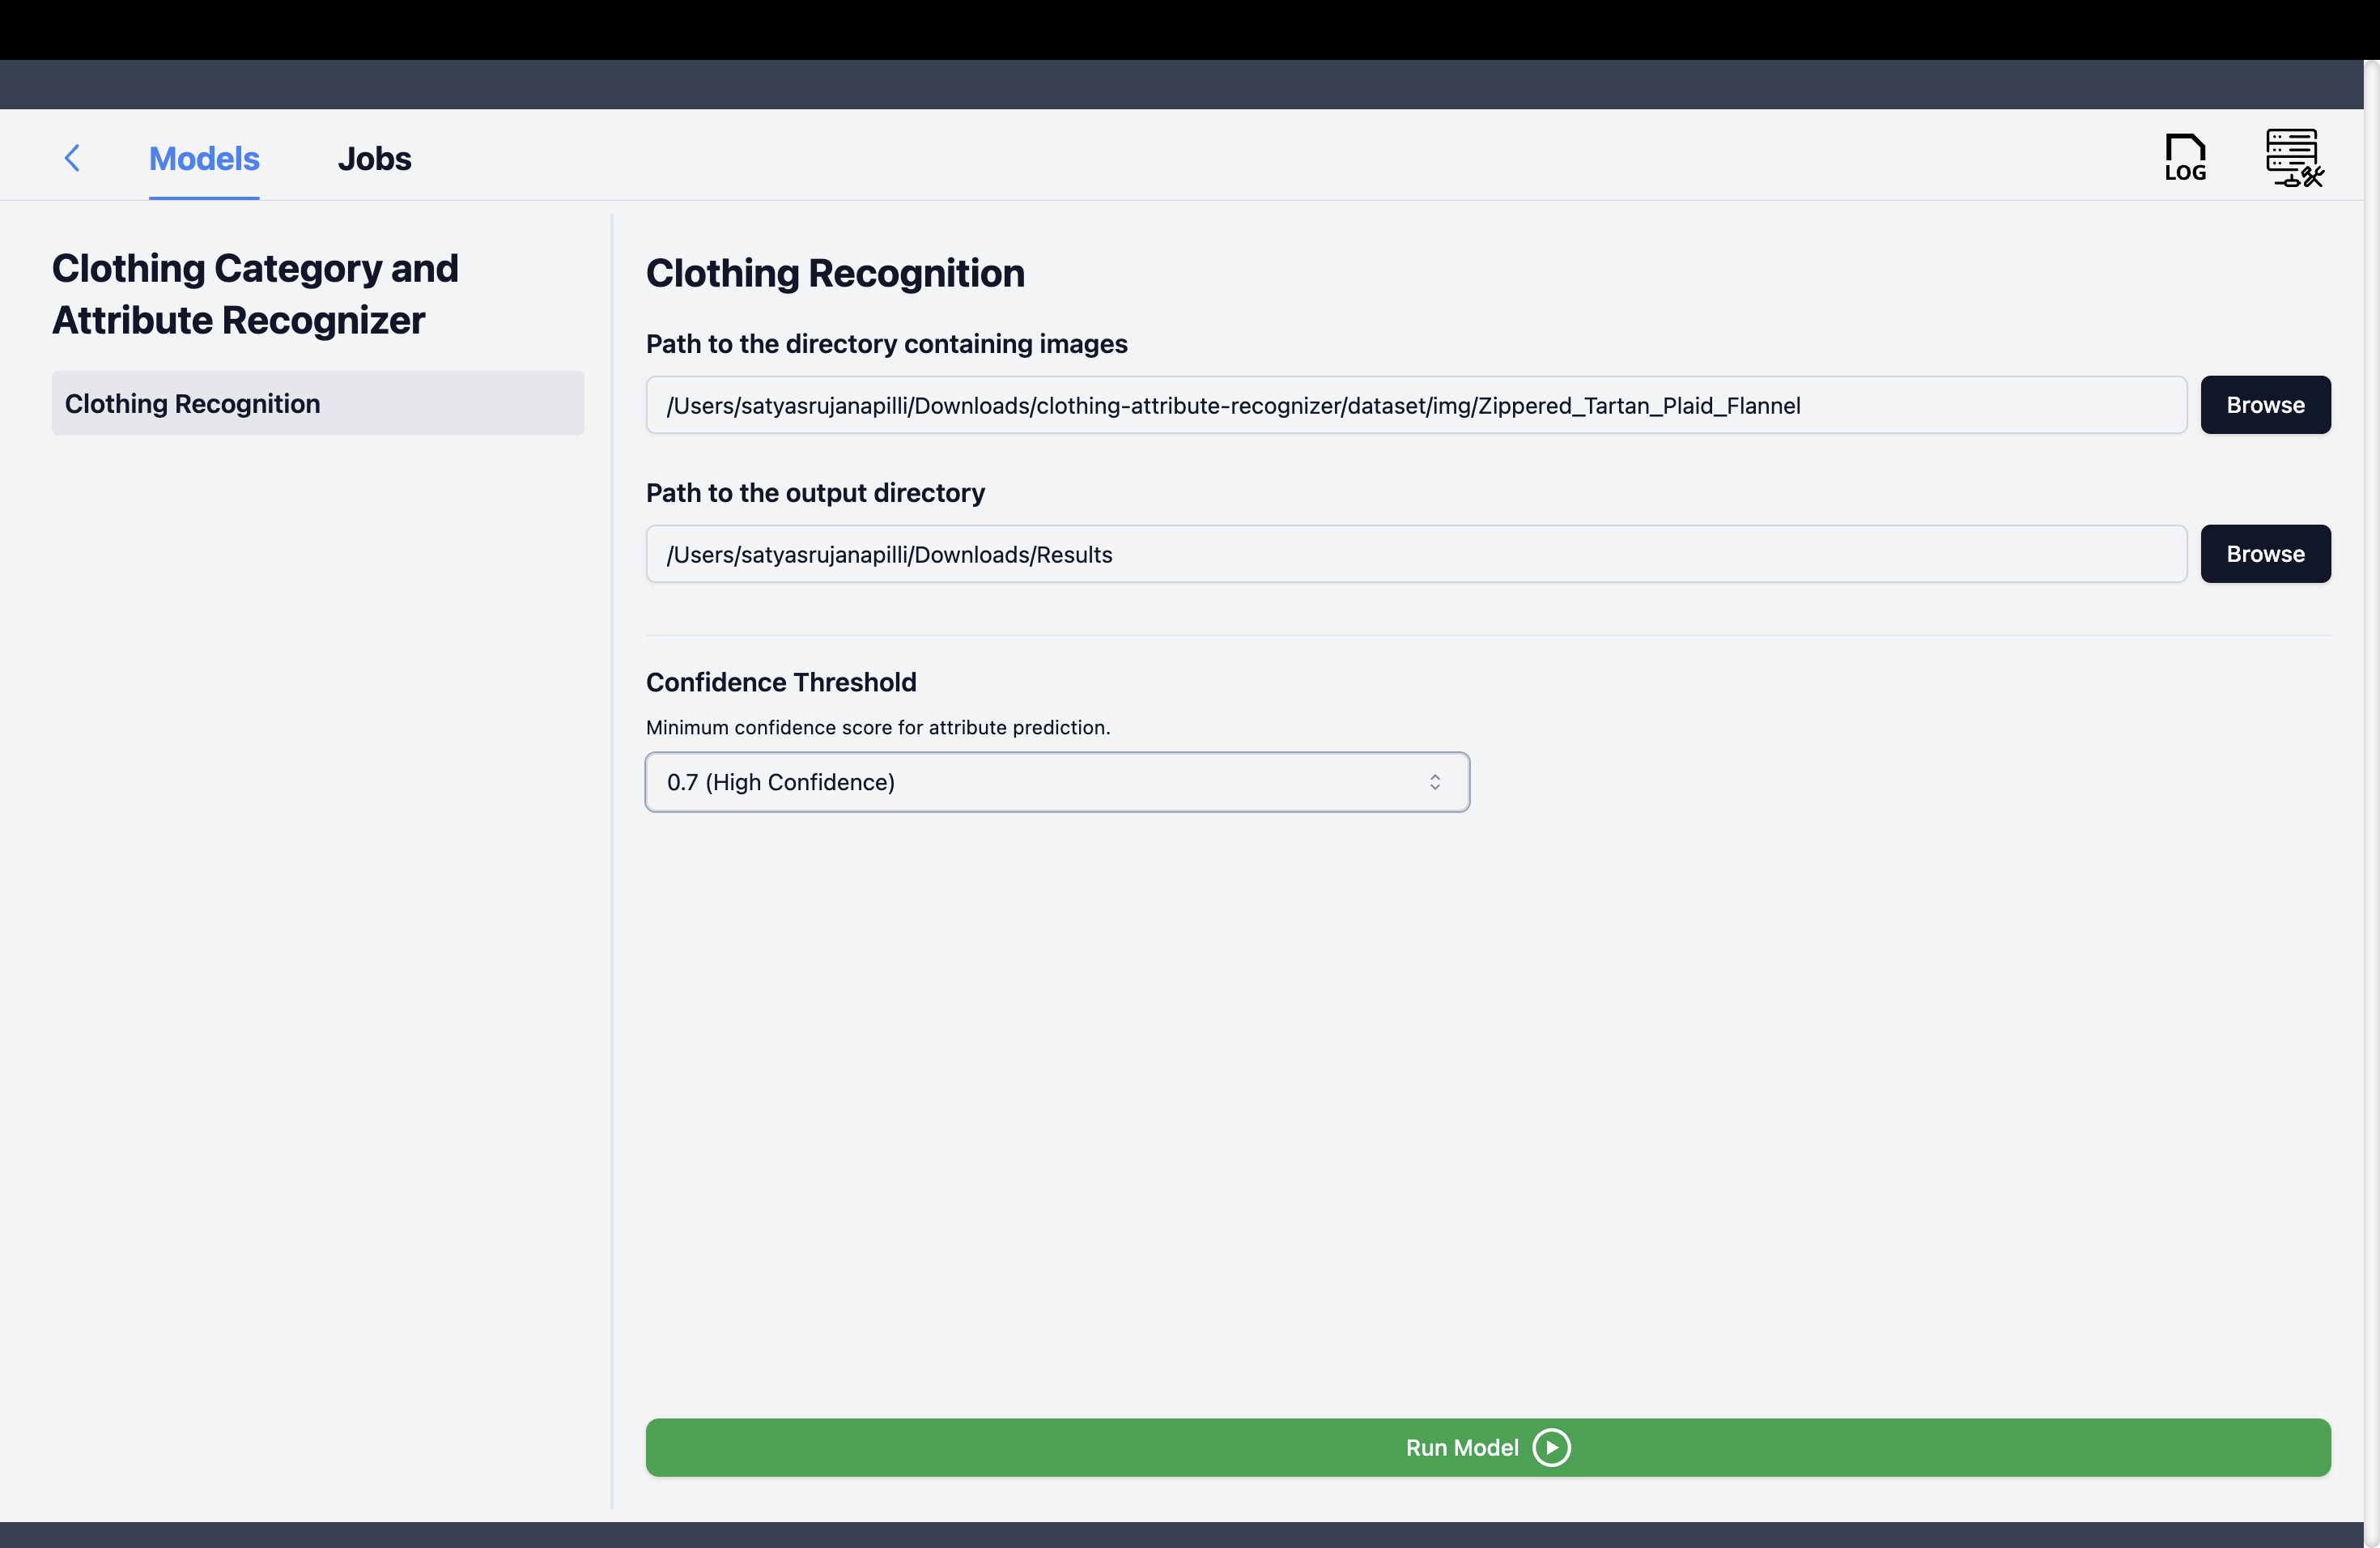 Models
Jobs
LOG
Clothing Category and
Attribute Recognizer
Clothing Recognition
Clothing Recognition
Path to the directory containing images
/Users/satyasrujanapilli/Downloads/clothing-attribute-recognizer/dataset/img/Zippered_Tartan_Plaid_Flannel
Browse
Path to the output directory
/Users/satyasrujanapilli/Downloads/Results
Browse
Confidence Threshold
Minimum confidence score for attribute prediction.
0.7 (High Confidence)
Run Model